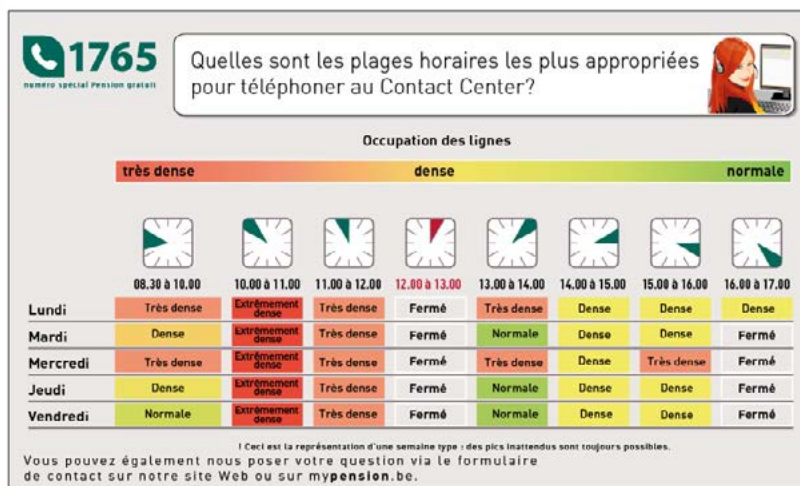 1765
numéro spécial Pension gratuit
Quelles sont les plages horaires les plus appropriées
pour téléphoner au Contact Center?
Occupation des lignes
très dense dense normale
08.30 à 10.00 10.00 à 11.00 11.00 à 12.00 12.00 à 13.00 13.00 à 14.00 14.00 à 15.00 15.00 à 16.00 16.00 à 17.00
Lundi Très dense Extrêmement dense Très dense Fermé Très dense Dense Dense Dense
Mardi Dense Extrêmement dense Très dense Fermé Normale Dense Dense Fermé
Mercredi Très dense Extrêmement dense Très dense Fermé Très dense Dense Très dense Fermé
Jeudi Dense Extrêmement dense Très dense Fermé Normale Dense Dense Fermé
Vendredi Normale Extrêmement dense Très dense Fermé Normale Dense Dense Fermé
! Ceci est la représentation d'une semaine type : des pics inattendus sont toujours possibles.
Vous pouvez également nous poser votre question via le formulaire
de contact sur notre site Web ou sur mypension.be.